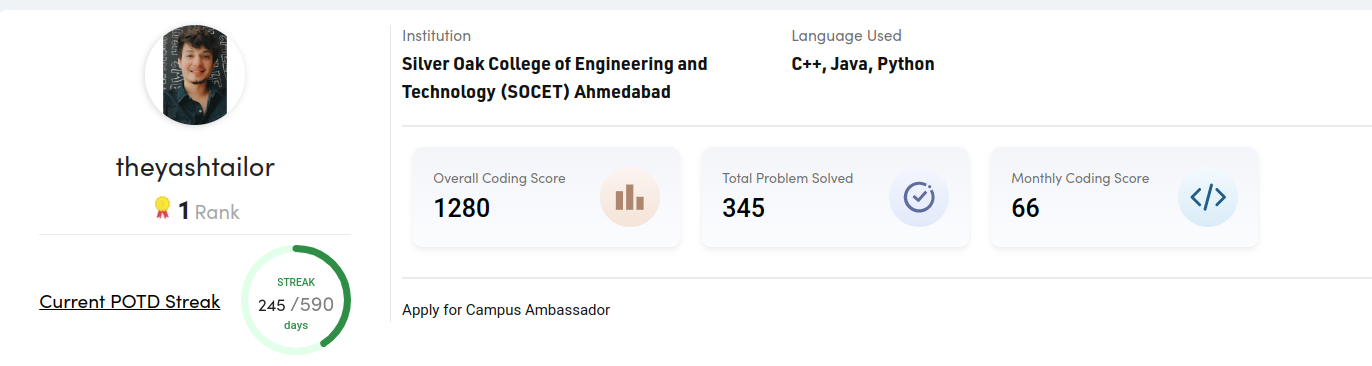 theyashtailor
1 Rank
Current POTD Streak
STREAK
245 /590
days
Institution
Silver Oak College of Engineering and
Technology (SOCET) Ahmedabad
Language Used
C++, Java, Python
Overall Coding Score
1280
Total Problem Solved
345
Monthly Coding Score
66
Apply for Campus Ambassador